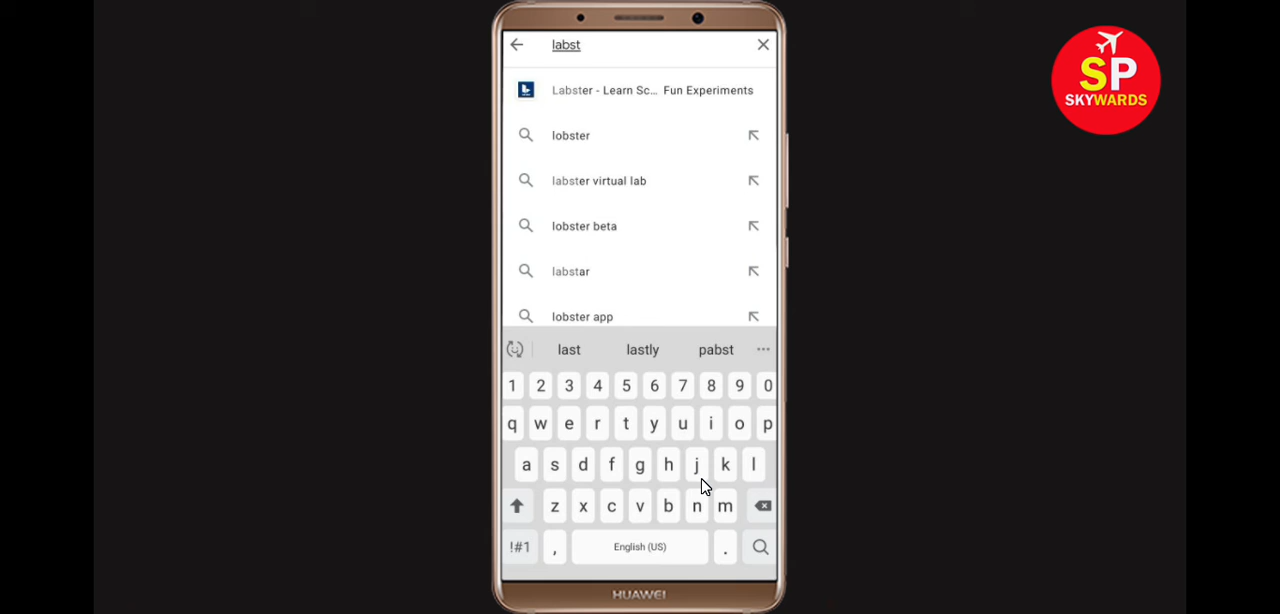 labst
SP
SKYWARDS
Labster - Learn Sc... Fun Experiments
lobster
labster virtual lab
lobster beta
labstar
lobster app
last lastly pabst ...
1 2 3 4 5 6 7 8 9 0
q w e r t y u i o p
a s d f g h j k l
z x c v b n m
!#1 , English (US) .
HUAWEI